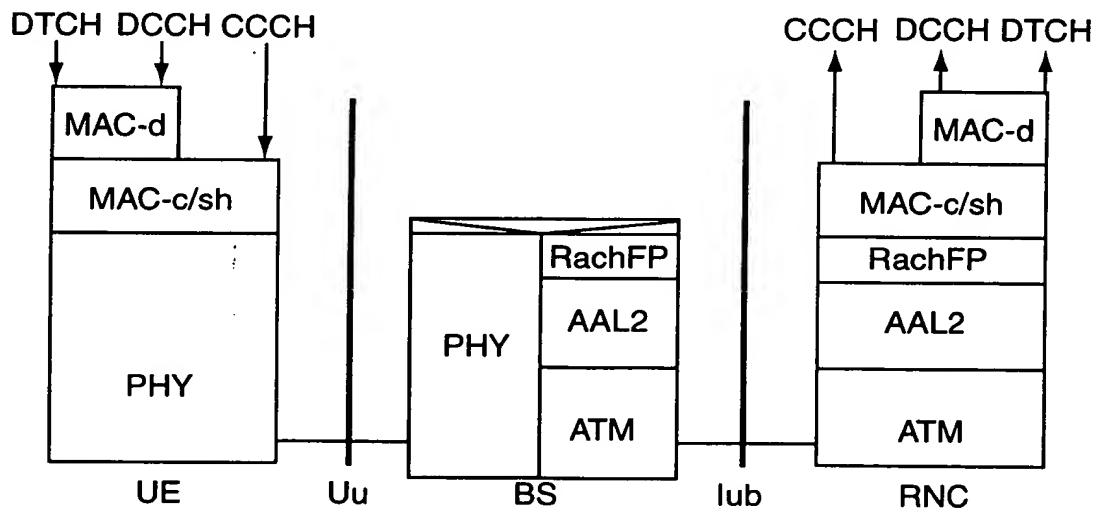 DTCH DCCH CCCH
CCCH DCCH DTCH
MAC-d
MAC-d
MAC-c/sh
MAC-c/sh
RachFP
RachFP
AAL2
AAL2
PHY
PHY
ATM
ATM
UE
Uu
BS
Iub
RNC